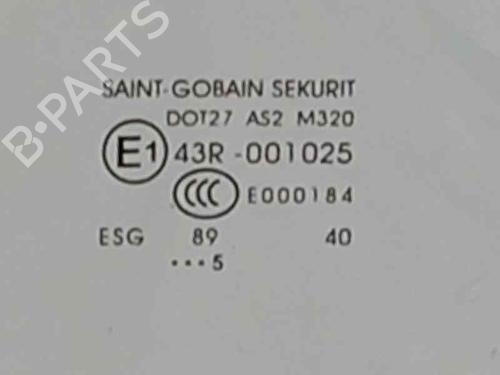 B-PARTS
SAINT-GOBAIN SEKURIT
DOT27 AS2 M320
E1 43R-001025
CCC E000184
ESG 89 40
•••5